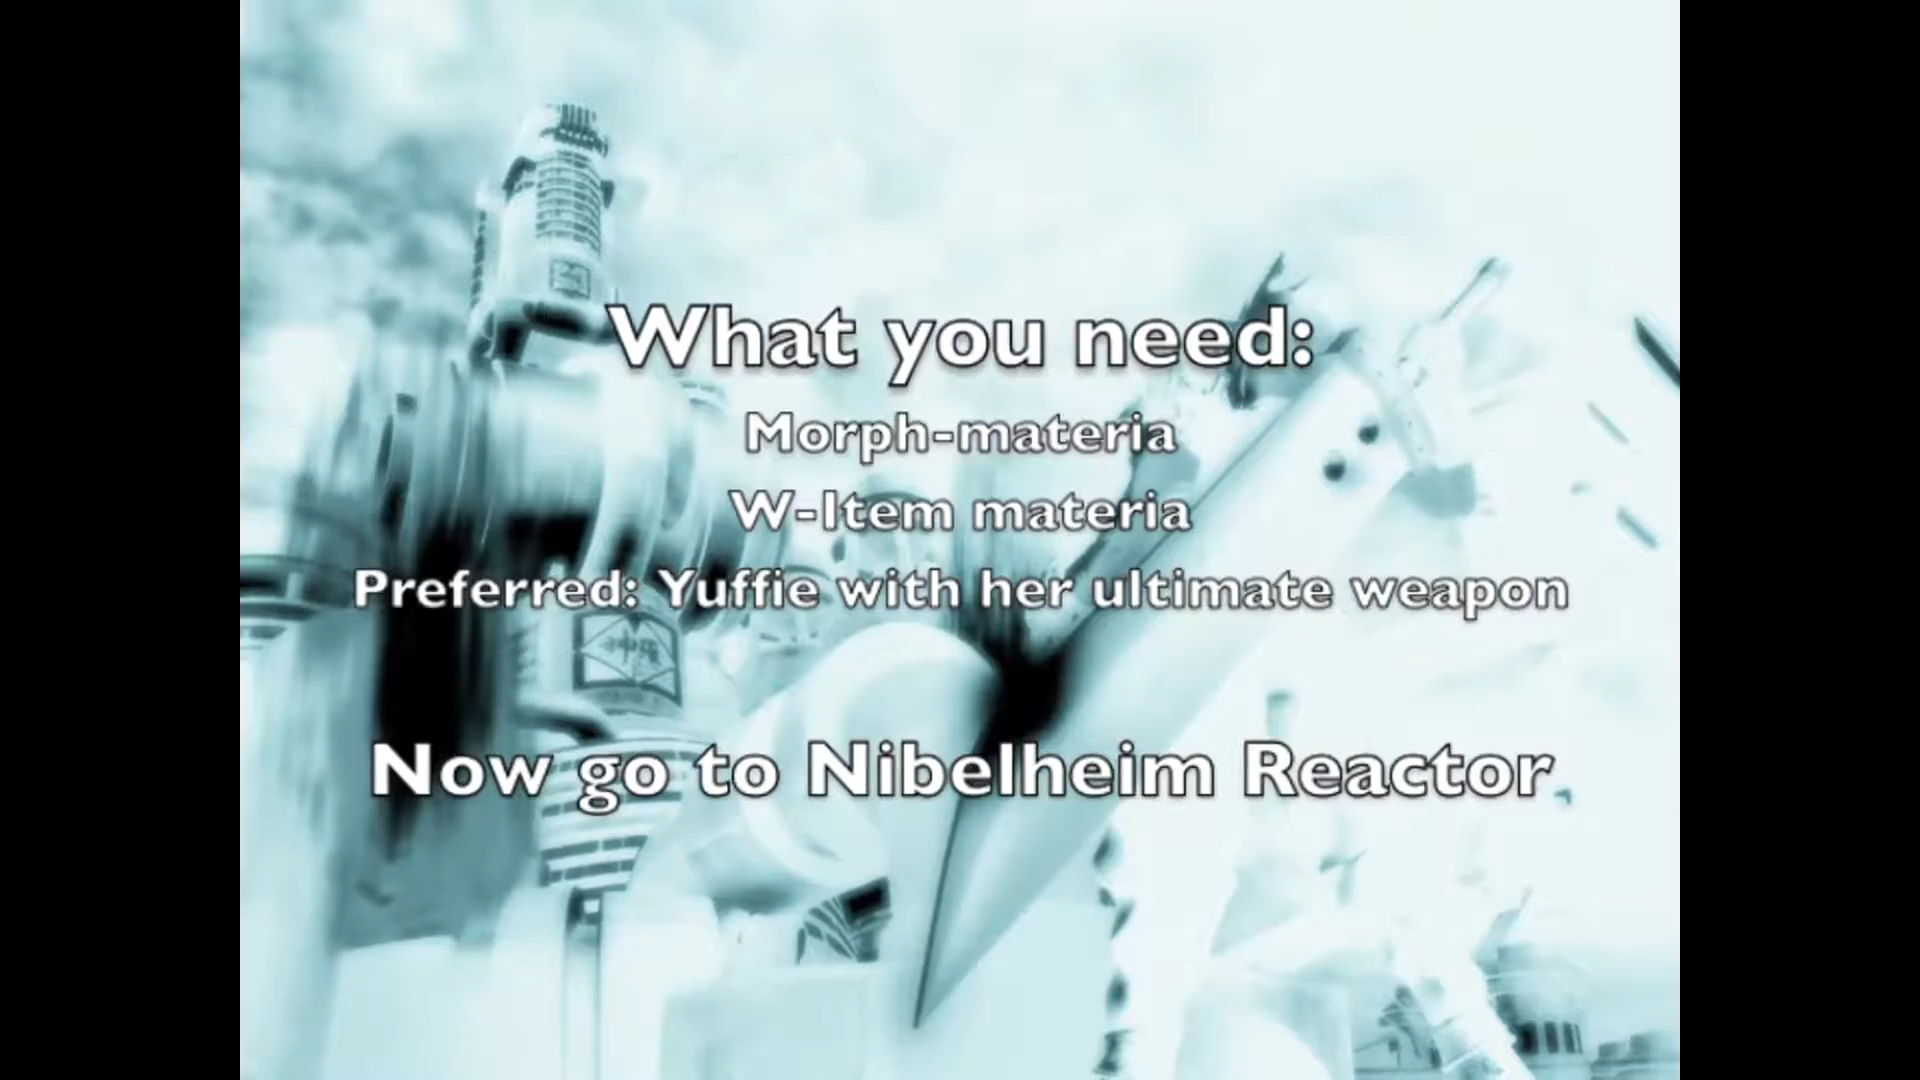 What you need:
Morph-materia
W-Item materia
Preferred: Yuffie with her ultimate weapon
Now go to Nibelheim Reactor